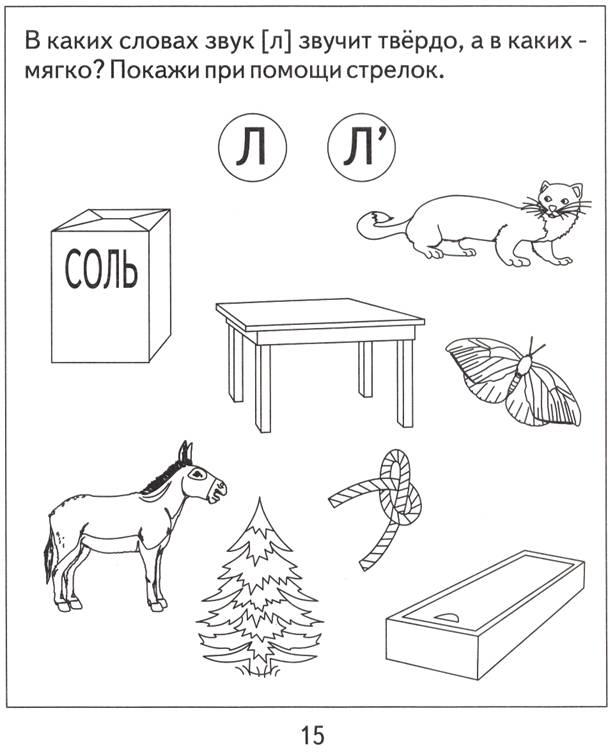 В каких словах звук [л] звучит твёрдо, а в каких -
мягко? Покажи при помощи стрелок.
Л Л’
СОЛЬ
15